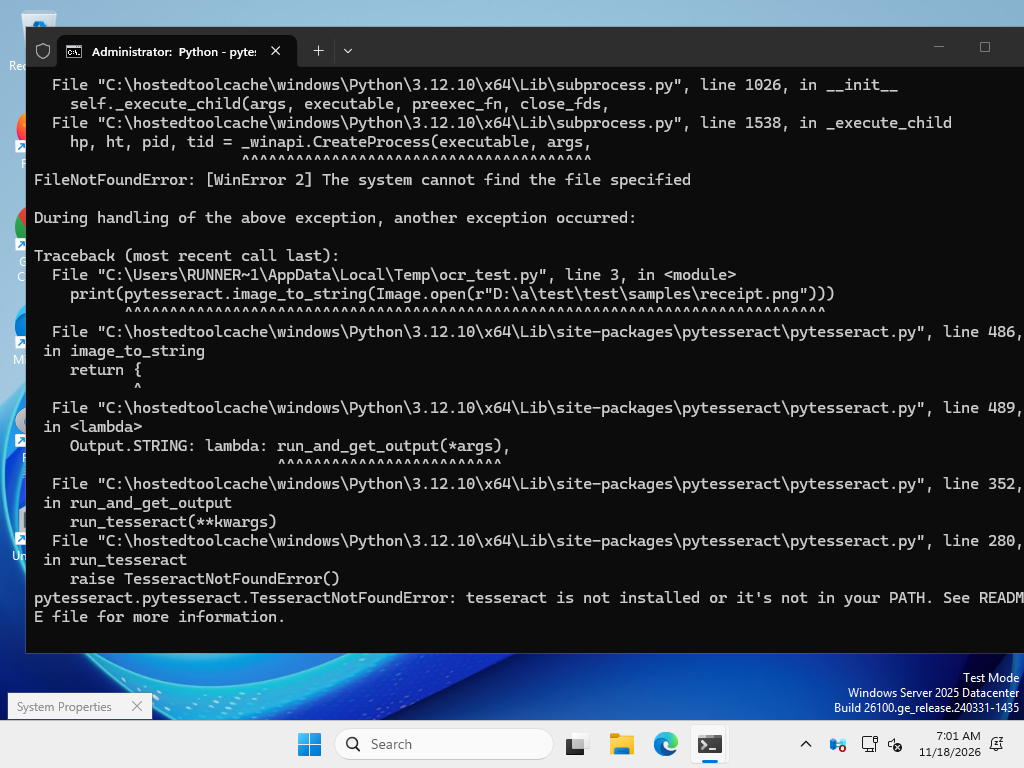 Administrator: Python - pytes
File "C:\hostedtoolcache\windows\Python\3.12.10\x64\Lib\subprocess.py", line 1026, in __init__
self._execute_child(args, executable, preexec_fn, close_fds,
File "C:\hostedtoolcache\windows\Python\3.12.10\x64\Lib\subprocess.py", line 1538, in _execute_child
hp, ht, pid, tid = _winapi.CreateProcess(executable, args,
^^^^^^^^^^^^^^^^^^^^^^^^^^^^^^^^^^^^^^^
FileNotFoundError: [WinError 2] The system cannot find the file specified
During handling of the above exception, another exception occurred:
Traceback (most recent call last):
File "C:\Users\RUNNER~1\AppData\Local\Temp\ocr_test.py", line 3, in <module>
print(pytesseract.image_to_string(Image.open(r"D:\a\test\test\samples\receipt.png")))
^^^^^^^^^^^^^^^^^^^^^^^^^^^^^^^^^^^^^^^^^^^^^^^^^^^^^^^^^^^^^^^^^^^^^^^^^^^^^^
File "C:\hostedtoolcache\windows\Python\3.12.10\x64\Lib\site-packages\pytesseract\pytesseract.py", line 486,
in image_to_string
return {
^
File "C:\hostedtoolcache\windows\Python\3.12.10\x64\Lib\site-packages\pytesseract\pytesseract.py", line 489,
in <lambda>
Output.STRING: lambda: run_and_get_output(*args),
^^^^^^^^^^^^^^^^^^^^^^^^^
File "C:\hostedtoolcache\windows\Python\3.12.10\x64\Lib\site-packages\pytesseract\pytesseract.py", line 352,
in run_and_get_output
run_tesseract(**kwargs)
File "C:\hostedtoolcache\windows\Python\3.12.10\x64\Lib\site-packages\pytesseract\pytesseract.py", line 280,
in run_tesseract
raise TesseractNotFoundError()
pytesseract.pytesseract.TesseractNotFoundError: tesseract is not installed or it's not in your PATH. See READM
E file for more information.
Test Mode
Windows Server 2025 Datacenter
Build 26100.ge_release.240331-1435
System Properties
Search
7:01 AM
11/18/2026